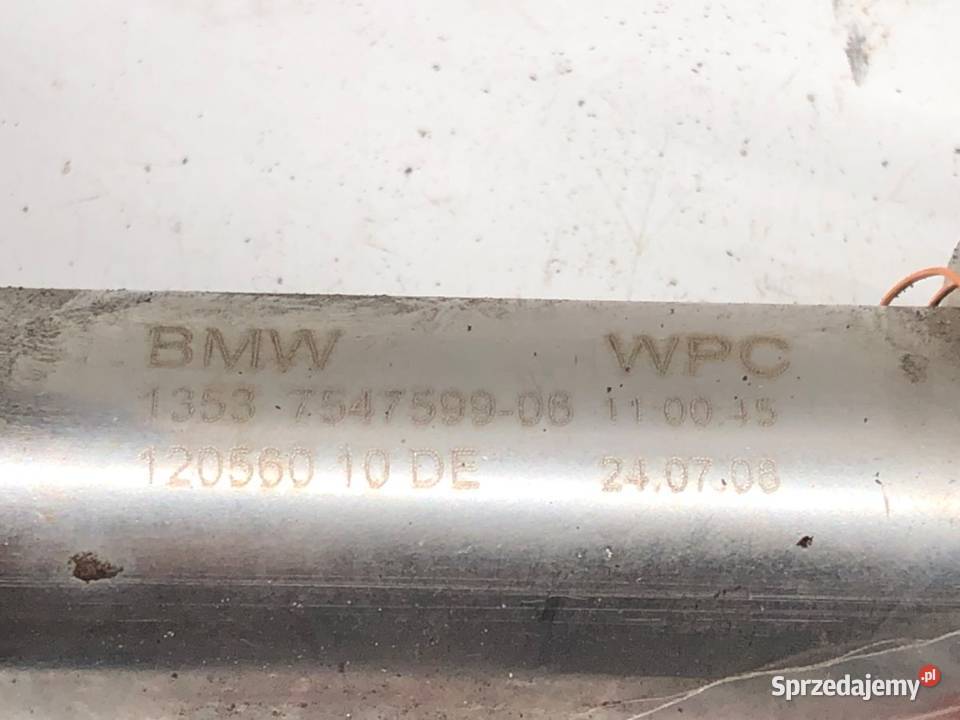 BMW WPC
1353 7547599-06 11:00:45
120560 10 DE 24.07.08
Sprzedajemy.pl